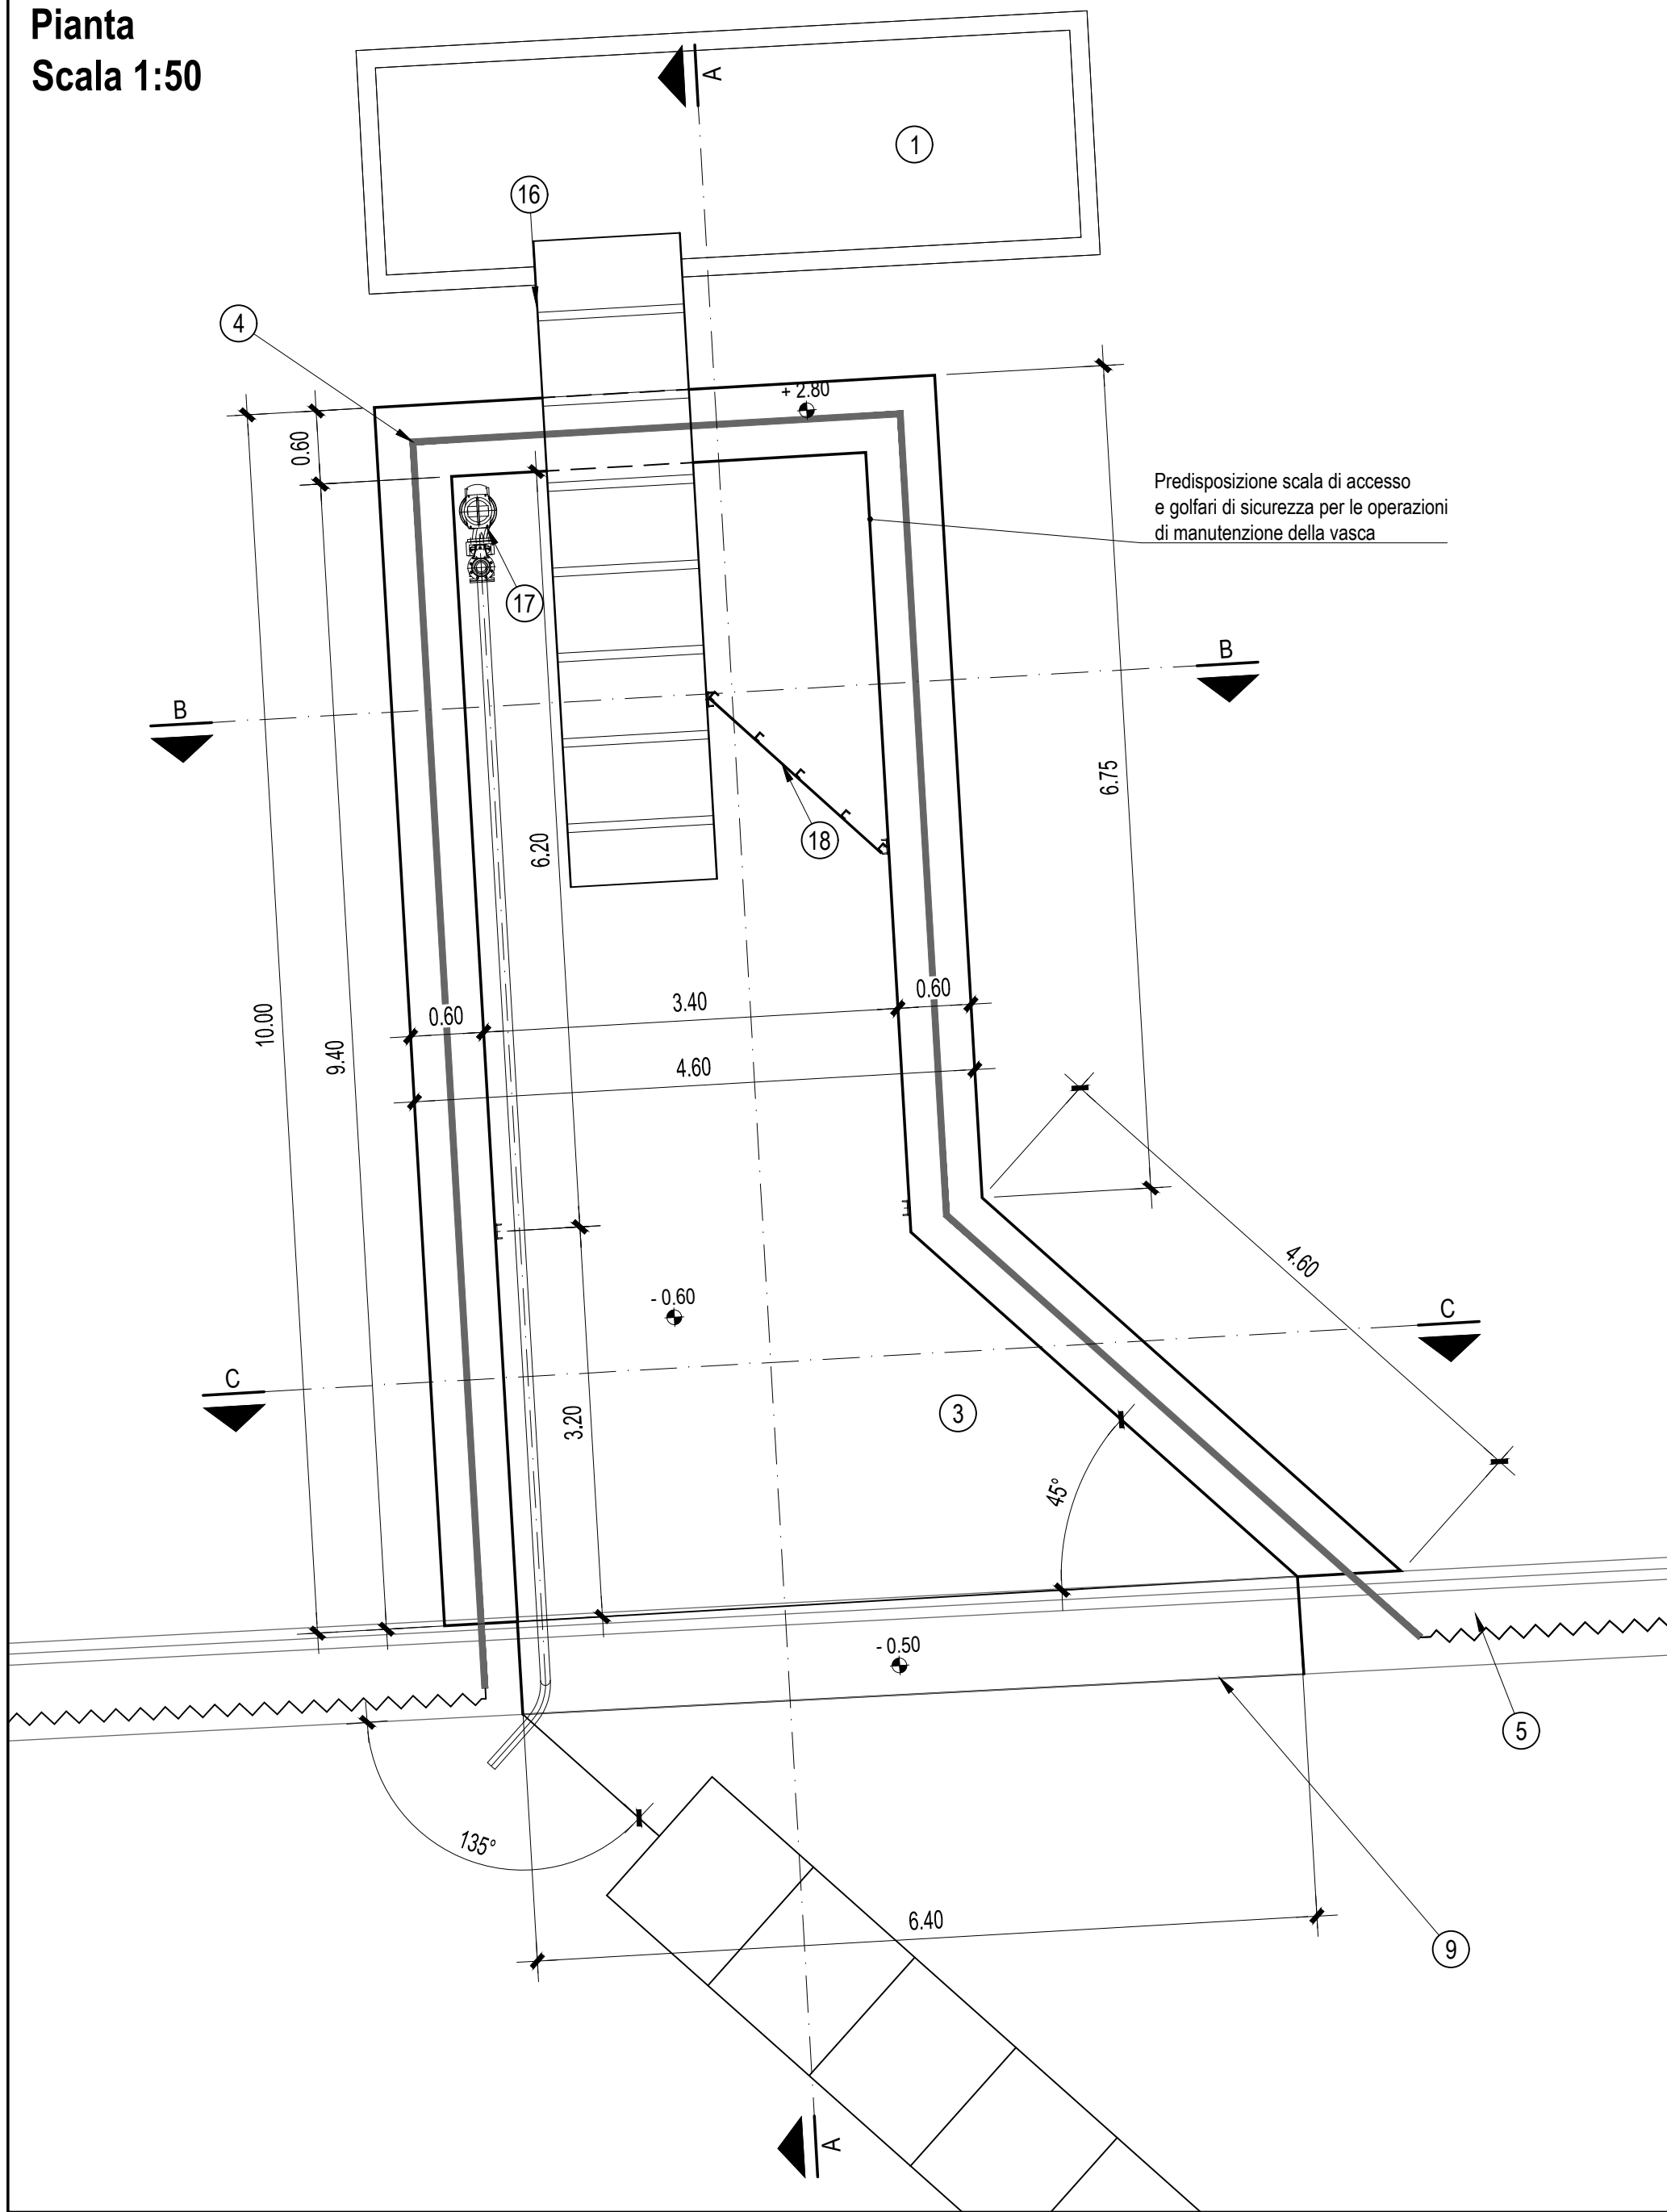 Pianta
Scala 1:50
A
1
16
4
+ 2.80
0.60
Predisposizione scala di accesso
e golfari di sicurezza per le operazioni
di manutenzione della vasca
17
B
B
6.75
18
6.20
10.00
9.40
0.60
3.40
0.60
4.60
4.60
- 0.60
C
C
3.20
3
45°
- 0.50
5
135°
6.40
9
A